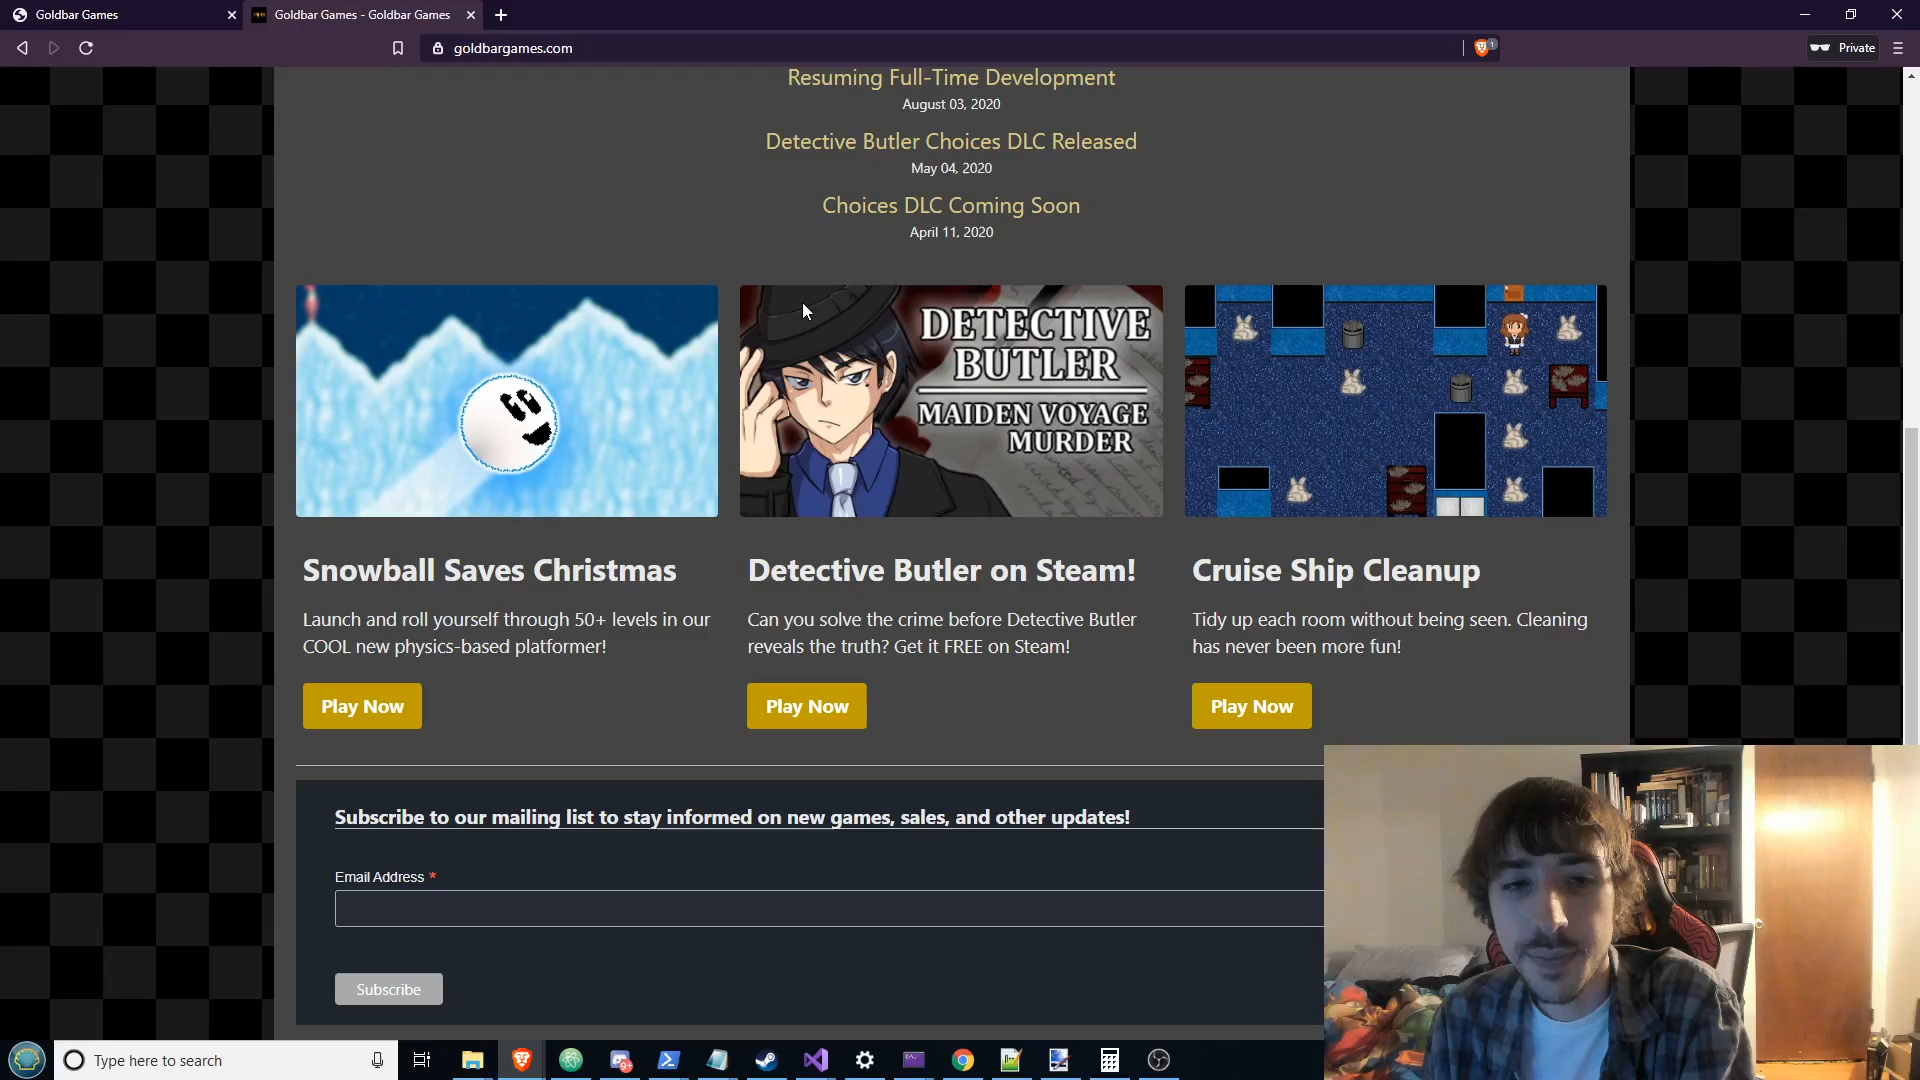 Goldbar Games
Goldbar Games - Goldbar Games
goldbargames.com
1
Private
Resuming Full-Time Development
August 03, 2020
Detective Butler Choices DLC Released
May 04, 2020
Choices DLC Coming Soon
April 11, 2020
DETECTIVE
BUTLER
MAIDEN VOYAGE
MURDER
Snowball Saves Christmas
Detective Butler on Steam!
Cruise Ship Cleanup
Launch and roll yourself through 50+ levels in our
COOL new physics-based platformer!
Can you solve the crime before Detective Butler
reveals the truth? Get it FREE on Steam!
Tidy up each room without being seen. Cleaning
has never been more fun!
Play Now
Play Now
Play Now
Subscribe to our mailing list to stay informed on new games, sales, and other updates!
Email Address *
Subscribe
Type here to search
9+